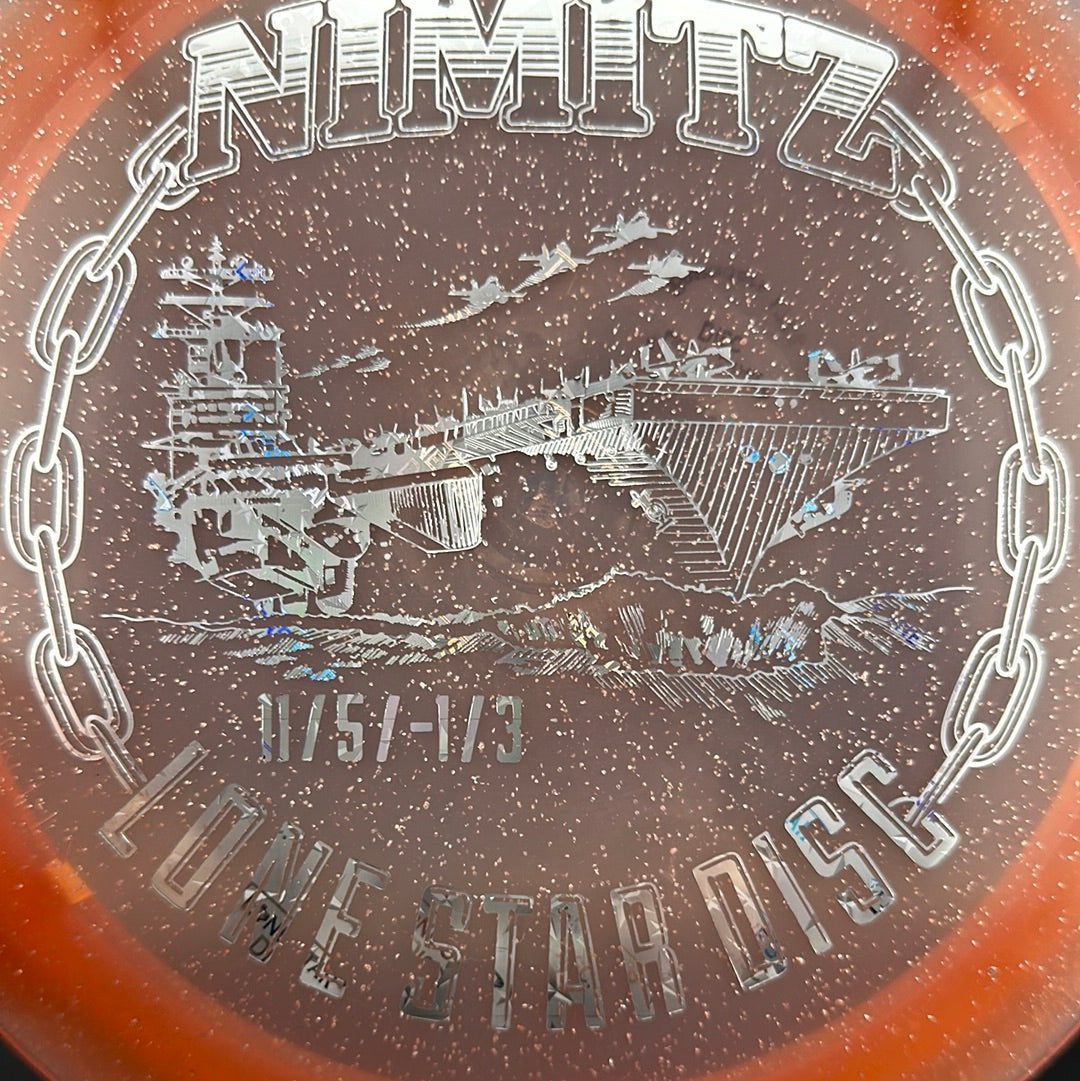 NIMITZ
11/5/-1/3
LONE STAR DISC